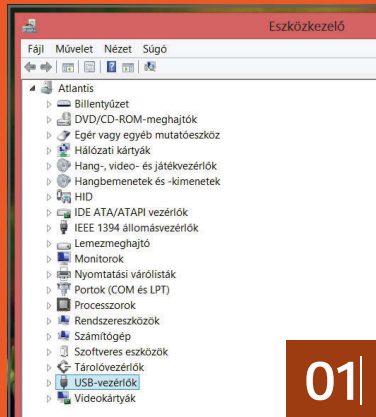 Eszközkezelő
Fájl Művelet Nézet Súgó
Atlantis
Billentyűzet
DVD/CD-ROM-meghajtók
Egér vagy egyéb mutatóeszköz
Hálózati kártyák
Hang-, video- és játékvezérlők
Hangbemenetek és -kimenetek
HID
IDE ATA/ATAPI vezérlők
IEEE 1394 állomásvezérlők
Lemezmeghajtó
Monitorok
Nyomtatási várólisták
Portok (COM és LPT)
Processzorok
Rendszereszközök
Számítógép
Szoftveres eszközök
Tárolóvezérlők
USB-vezérlők
Videokártyák
01